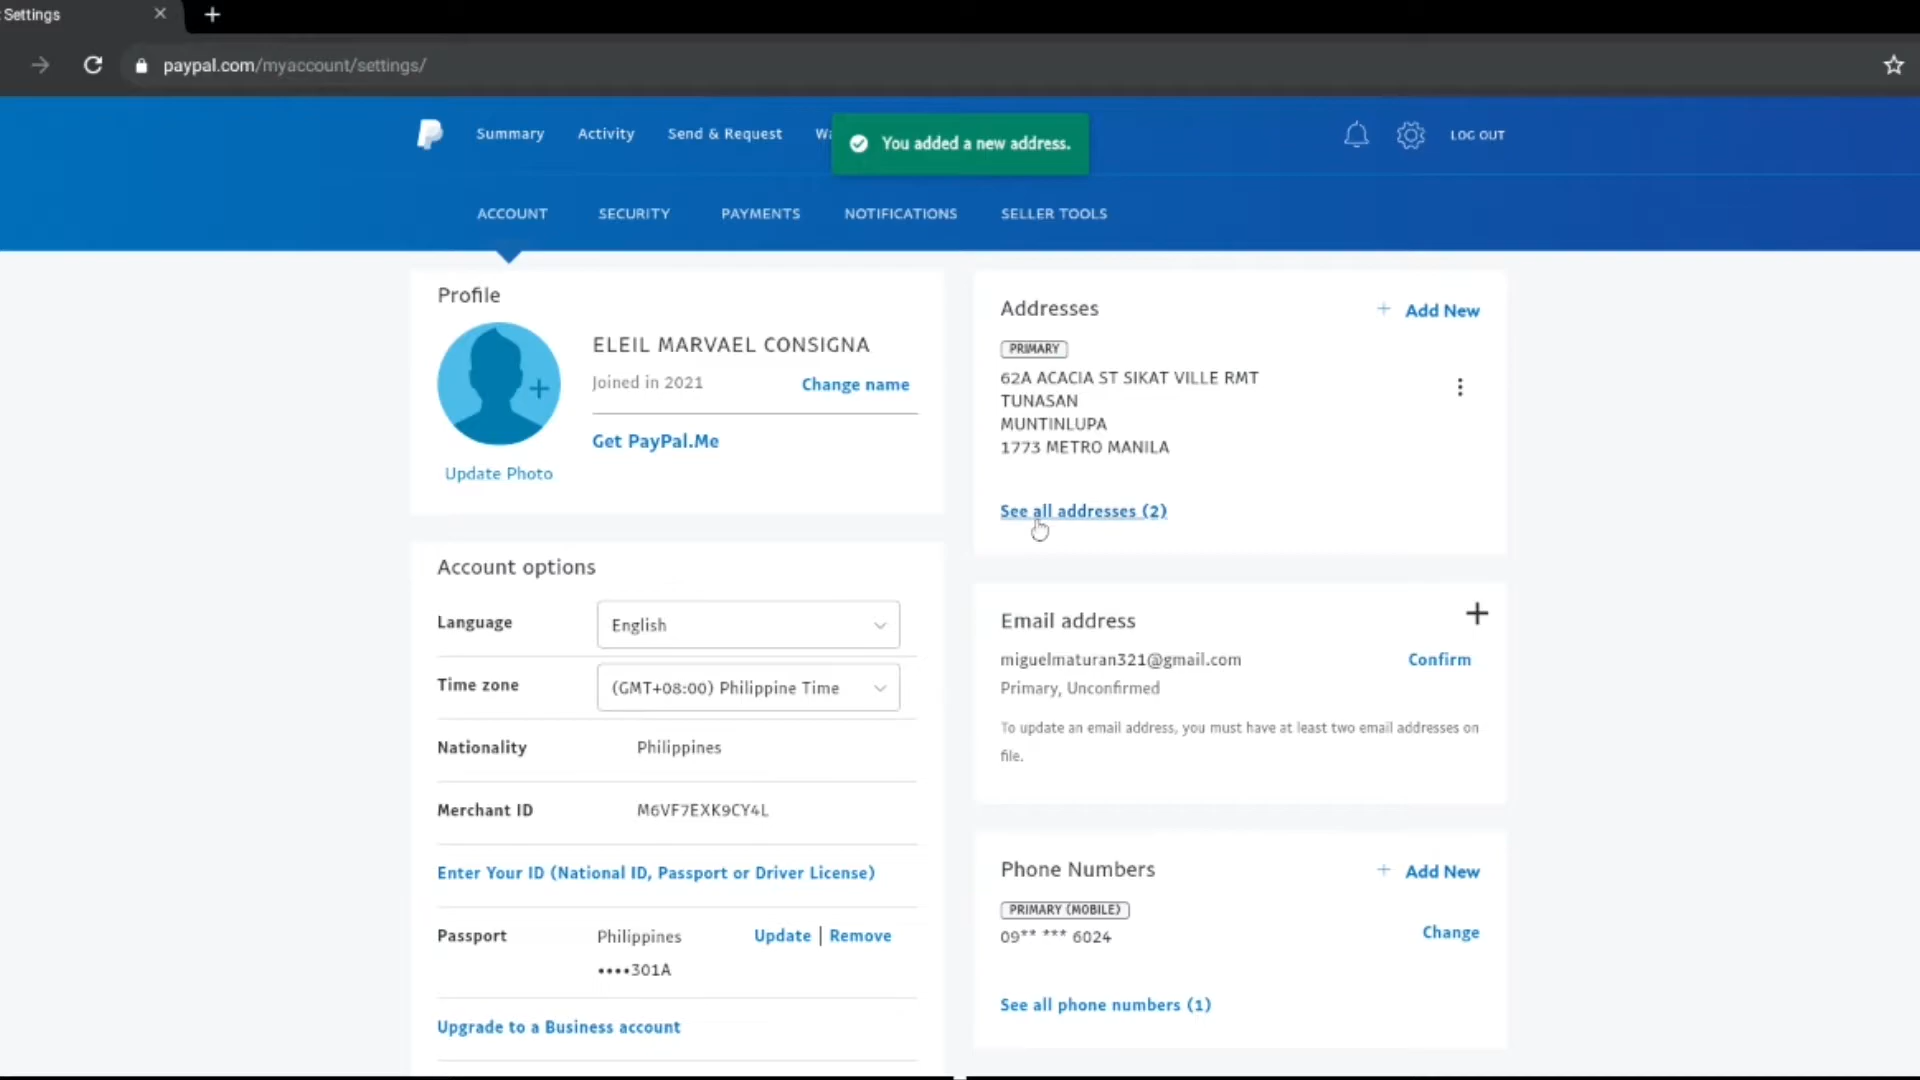 Settings
paypal.com/myaccount/settings/
Summary
Activity
Send & Request
You added a new address.
LOG OUT
ACCOUNT
SECURITY
PAYMENTS
NOTIFICATIONS
SELLER TOOLS
Profile
ELEIL MARVAEL CONSIGNA
Joined in 2021
Change name
Get PayPal.Me
Update Photo
Account options
Language
English
Time zone
(GMT+08:00) Philippine Time
Nationality
Philippines
Merchant ID
M6VF7EXK9CY4L
Enter Your ID (National ID, Passport or Driver License)
Passport
Philippines
Update | Remove
••••301A
Upgrade to a Business account
Addresses
+ Add New
PRIMARY
62A ACACIA ST SIKAT VILLE RMT
TUNASAN
MUNTINLUPA
1773 METRO MANILA
See all addresses (2)
Email address
miguelmaturan321@gmail.com
Confirm
Primary, Unconfirmed
To update an email address, you must have at least two email addresses on
file.
Phone Numbers
+ Add New
PRIMARY (MOBILE)
09** *** 6024
Change
See all phone numbers (1)